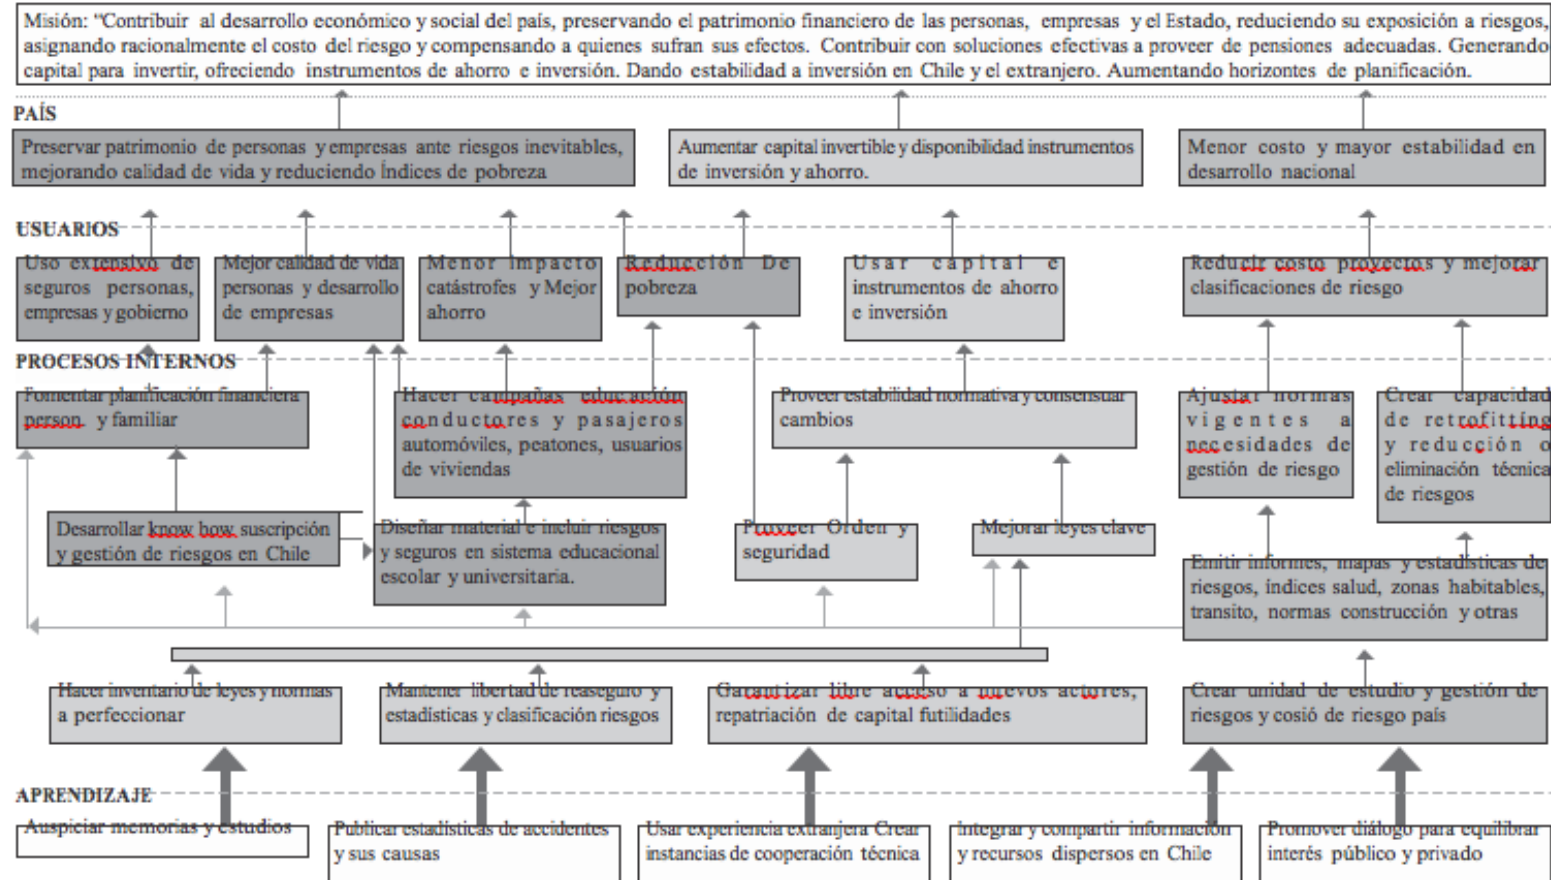 Misión: “Contribuir al desarrollo económico y social del país, preservando el patrimonio financiero de las personas, empresas y el Estado, reduciendo su exposición a riesgos,
asignando racionalmente el costo del riesgo y compensando a quienes sufran sus efectos. Contribuir con soluciones efectivas a proveer de pensiones adecuadas. Generando
capital para invertir, ofreciendo instrumentos de ahorro e inversión. Dando estabilidad a inversión en Chile y el extranjero. Aumentando horizontes de planificación.
PAÍS
Preservar patrimonio de personas y empresas ante riesgos inevitables,
mejorando calidad de vida y reduciendo Índices de pobreza
Aumentar capital invertible y disponibilidad instrumentos
de inversión y ahorro.
Menor costo y mayor estabilidad en
desarrollo nacional
USUARIOS
Uso extensivo de
seguros personas,
empresas y gobierno
Mejor calidad de vida
personas y desarrollo
de empresas
Menor impacto
catástrofes y Mejor
ahorro
Reducción De
pobreza
Usar capital e
instrumentos de ahorro
e inversión
Reducir costo proyectos y mejorar
clasificaciones de riesgo
PROCESOS INTERNOS
Fomentar planificación financiera
person. y familiar
Hacer campañas educación
conductores y pasajeros
automóviles, peatones, usuarios
de viviendas
Proveer estabilidad normativa y consensuar
cambios
Ajustar normas
vigentes a
necesidades de
gestión de riesgo
Crear capacidad
de retrofittíng
y reducción o
eliminación técnica
de riesgos
Desarrollar know how suscripción
y gestión de riesgos en Chile
Diseñar material e incluir riesgos
y seguros en sistema educacional
escolar y universitaria.
Proveer Orden y
seguridad
Mejorar leyes clave
Emitir informes, mapas y estadísticas de
riesgos, índices salud, zonas habitables,
transito, normas construcción y otras
Hacer inventario de leyes y normas
a perfeccionar
Mantener libertad de reaseguro y
estadísticas y clasificación riesgos
Garantizar libre acceso a nuevos actores,
repatriación de capital futilidades
Crear unidad de estudio y gestión de
riesgos y cosió de riesgo país
APRENDIZAJE
Auspiciar memorias y estudios
Publicar estadísticas de accidentes
y sus causas
Usar experiencia extranjera Crear
instancias de cooperación técnica
Integrar y compartir información
y recursos dispersos en Chile
Promover diálogo para equilibrar
interés público y privado